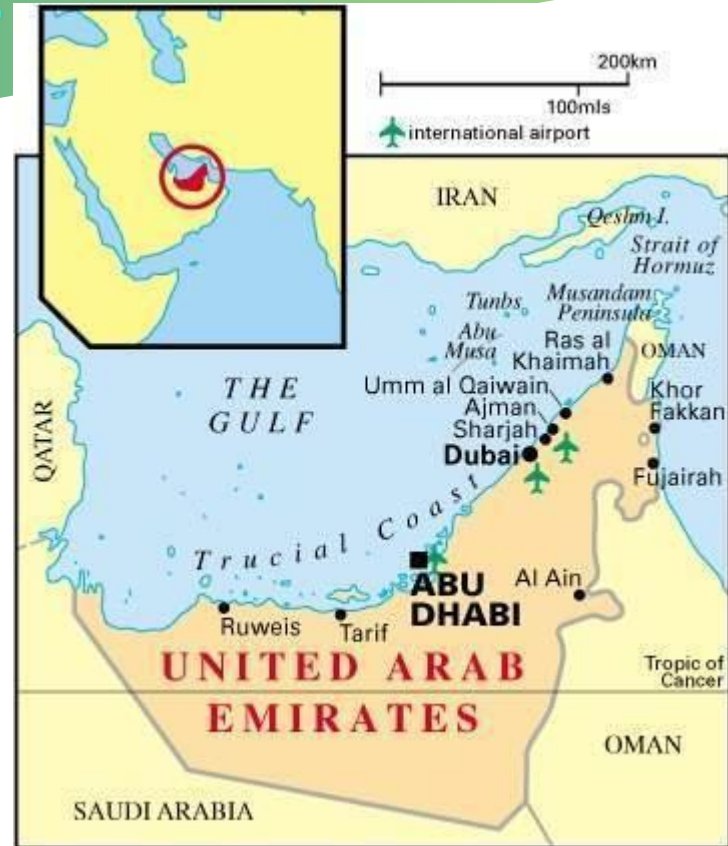 200km
100mls
international airport
IRAN
Qeshm I.
Strait of
Hormuz
Tunbs
Musandam
Peninsula
Abu
Musa
Ras al
Khaimah
OMAN
THE
GULF
Umm al Qaiwain
Khor
Fakkan
Ajman
Sharjah
QATAR
Dubai
Fujairah
Trucial Coast
ABU
DHABI
Al Ain
Ruweis
Tarif
UNITED ARAB
EMIRATES
Tropic of
Cancer
OMAN
SAUDI ARABIA